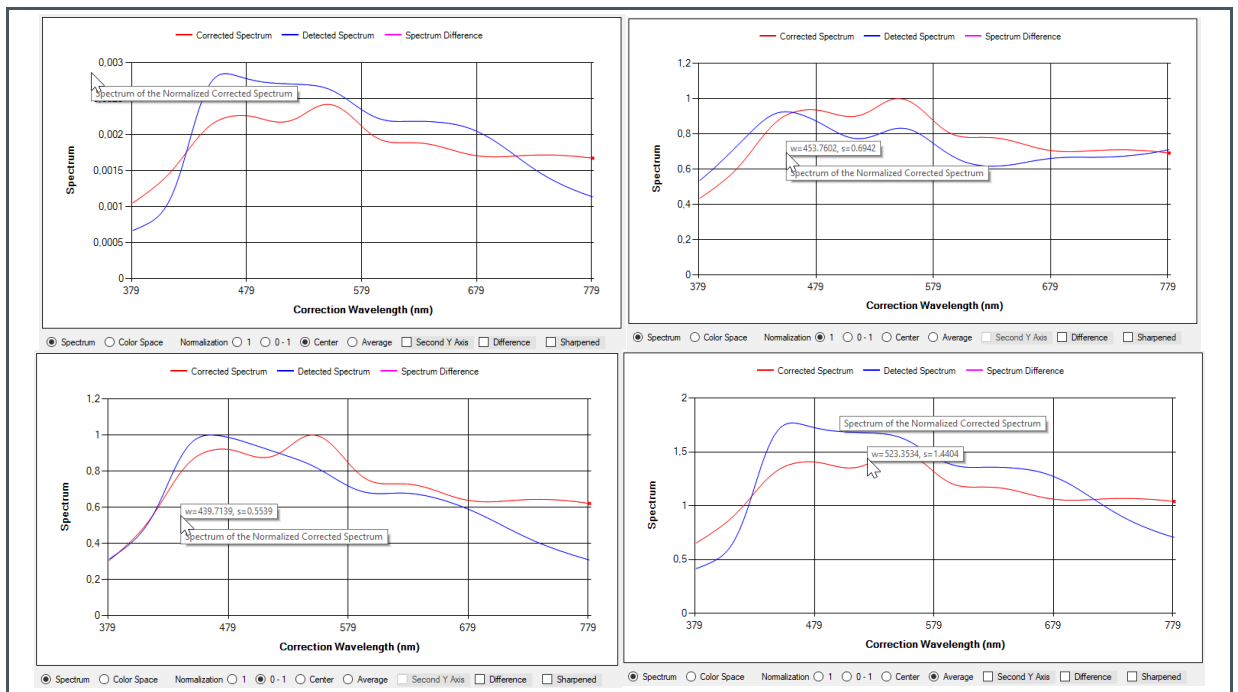 Corrected Spectrum Detected Spectrum Spectrum Difference
0,003
0,0025
0,002
0,0015
0,001
0,0005
0
Spectrum
Spectrum of the Normalized Corrected Spectrum
379 479 579 679 779
Correction Wavelength (nm)
Spectrum Color Space Normalization 1 0 - 1 Center Average Second Y Axis Difference Sharpened
Corrected Spectrum Detected Spectrum Spectrum Difference
1,2
1
0,8
0,6
0,4
0,2
0
Spectrum
w=453.7602, s=0.6942
Spectrum of the Normalized Corrected Spectrum
379 479 579 679 779
Correction Wavelength (nm)
Spectrum Color Space Normalization 1 0 - 1 Center Average Second Y Axis Difference Sharpened
Corrected Spectrum Detected Spectrum Spectrum Difference
1,2
1
0,8
0,6
0,4
0,2
0
Spectrum
w=439.7139, s=0.5539
Spectrum of the Normalized Corrected Spectrum
379 479 579 679 779
Correction Wavelength (nm)
Spectrum Color Space Normalization 1 0 - 1 Center Average Second Y Axis Difference Sharpened
Corrected Spectrum Detected Spectrum Spectrum Difference
2
1,5
1
0,5
0
Spectrum
Spectrum of the Normalized Corrected Spectrum
w=523.3534, s=1.4404
379 479 579 679 779
Correction Wavelength (nm)
Spectrum Color Space Normalization 1 0 - 1 Center Average Second Y Axis Difference Sharpened